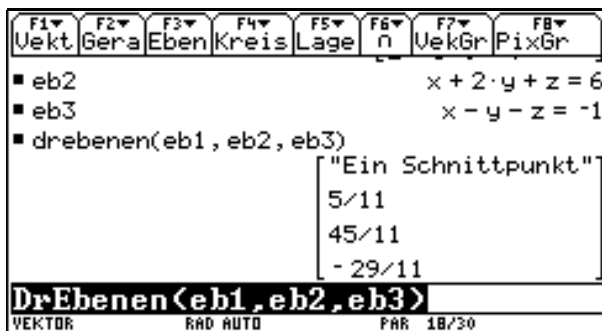 F1▾ F2▾ F3▾ F4▾ F5▾ F6▾ F7▾ F8▾
Vekt Gera Eben Kreis Lage ∩ VekGr PixGr
▪ eb2 x + 2·y + z = 6
▪ eb3 x − y − z = ⁻1
▪ drebenen(eb1,eb2,eb3)
["Ein Schnittpunkt"]
5/11
45/11
-29/11
DrEbenen(eb1,eb2,eb3)
VEKTOR RAD AUTO PAR 18/30